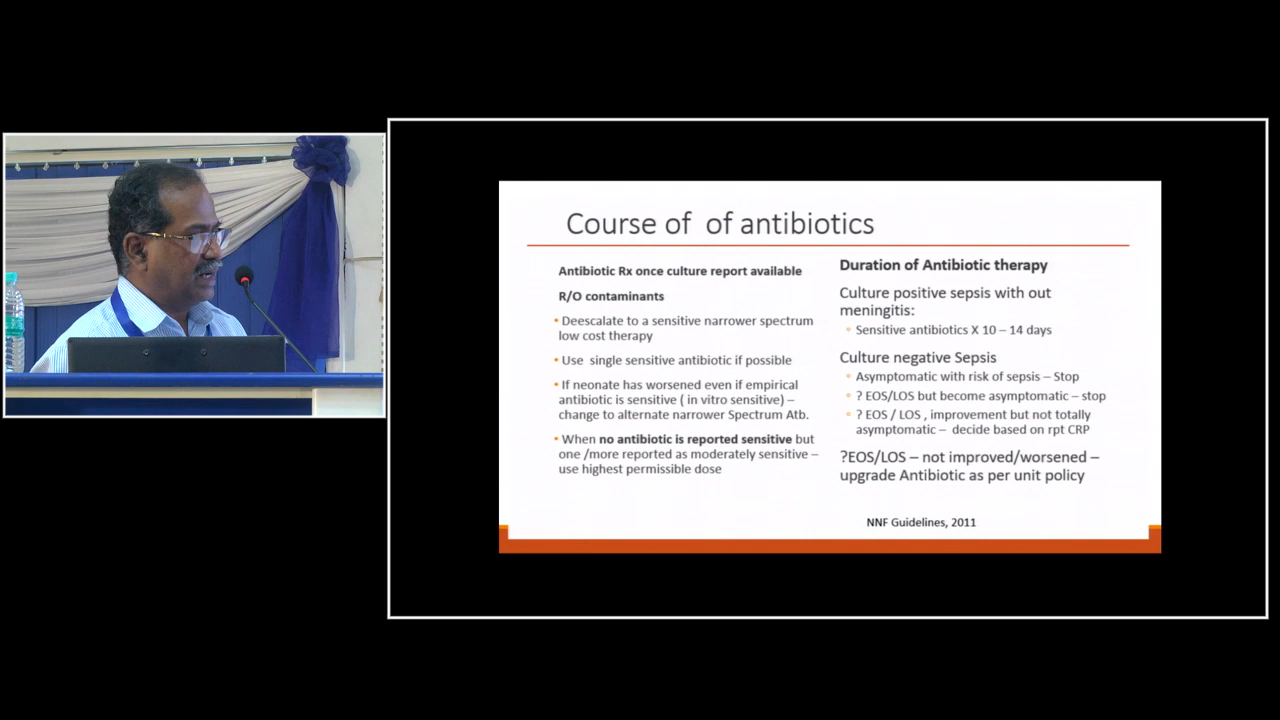 Course of  of antibiotics
Antibiotic Rx once culture report available
R/O contaminants
• Deescalate to a sensitive narrower spectrum
low cost therapy
• Use  single sensitive antibiotic if possible
• If neonate has worsened even if empirical
antibiotic is sensitive ( in vitro sensitive) –
change to alternate narrower Spectrum Atb.
• When no antibiotic is reported sensitive but
one /more reported as moderately sensitive –
use highest permissible dose
Duration of Antibiotic therapy
Culture positive sepsis with out
meningitis:
◦ Sensitive antibiotics X 10 – 14 days
Culture negative Sepsis
◦ Asymptomatic with risk of sepsis – Stop
◦ ? EOS/LOS but become asymptomatic – stop
◦ ? EOS / LOS , improvement but not totally
asymptomatic –  decide based on rpt CRP
?EOS/LOS – not improved/worsened –
upgrade Antibiotic as per unit policy
NNF Guidelines, 2011